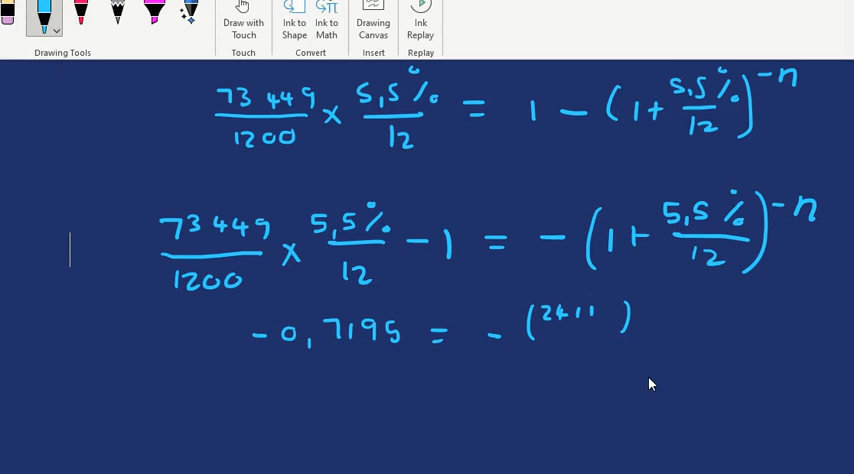 Draw with Touch
Ink to Shape
Ink to Math
Drawing Canvas
Ink Replay
Drawing Tools
Touch
Convert
Insert
Replay
73 449/1200 × 5,5%/12 = 1 - (1 + 5,5%/12)^-n
73 449/1200 × 5,5%/12 - 1 = - (1 + 5,5%/12)^-n
- 0,7195 = - (2411 )